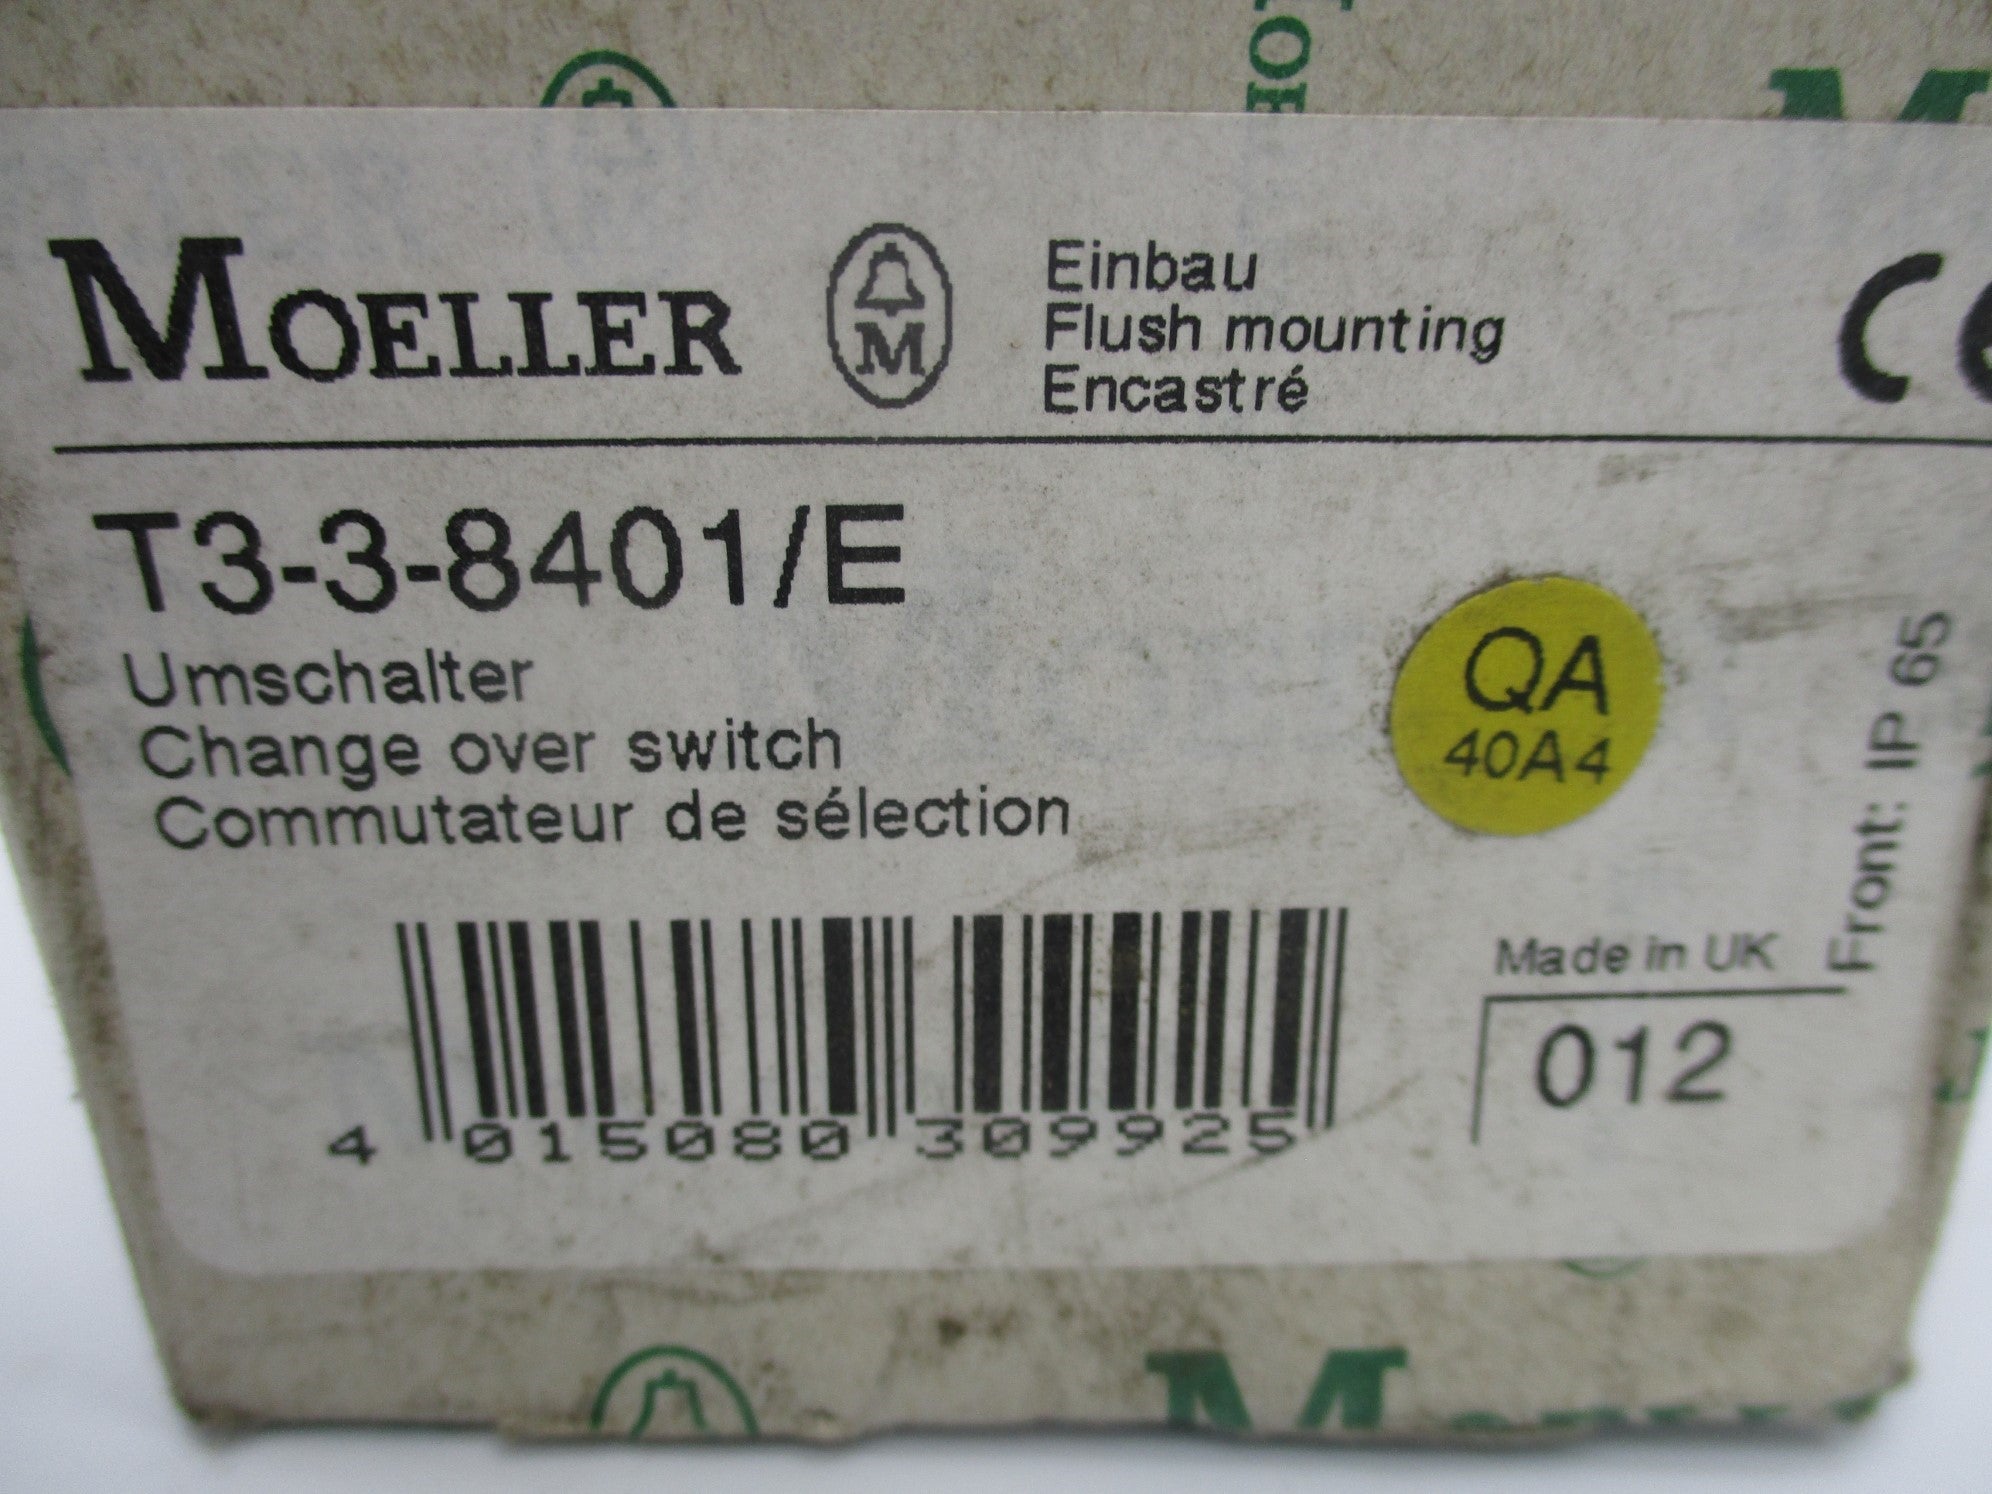 MOELLER
M
Einbau
Flush mounting
Encastré
CE
T3-3-8401/E
Umschalter
Change over switch
Commutateur de sélection
QA
40A4
Front: IP 65
Made in UK
012
4 015080 309925